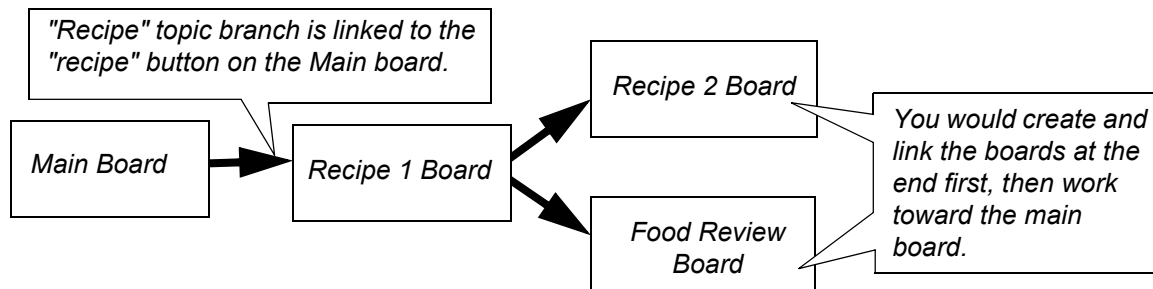 "Recipe" topic branch is linked to the
"recipe" button on the Main board.
Main Board
Recipe 1 Board
Recipe 2 Board
Food Review
Board
You would create and
link the boards at the
end first, then work
toward the main
board.